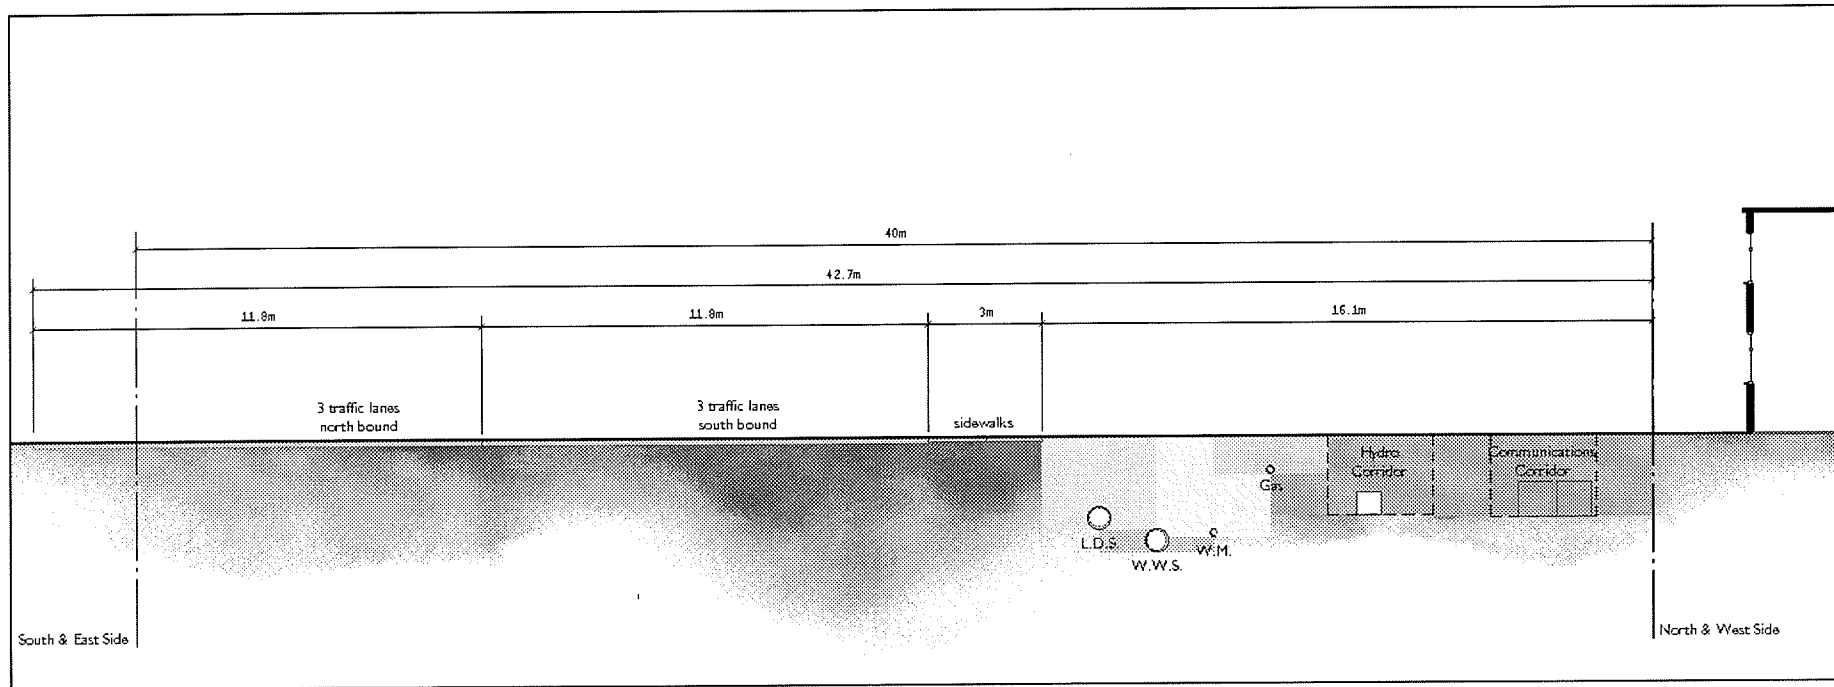 40m
42.7m
11.8m
11.8m
3m
16.1m
3 traffic lanes
north bound
3 traffic lanes
south bound
sidewalks
Hydro
Corridor
Communications
Corridor
Gas
L.D.S.
W.W.S.
W.M.
South & East Side
North & West Side